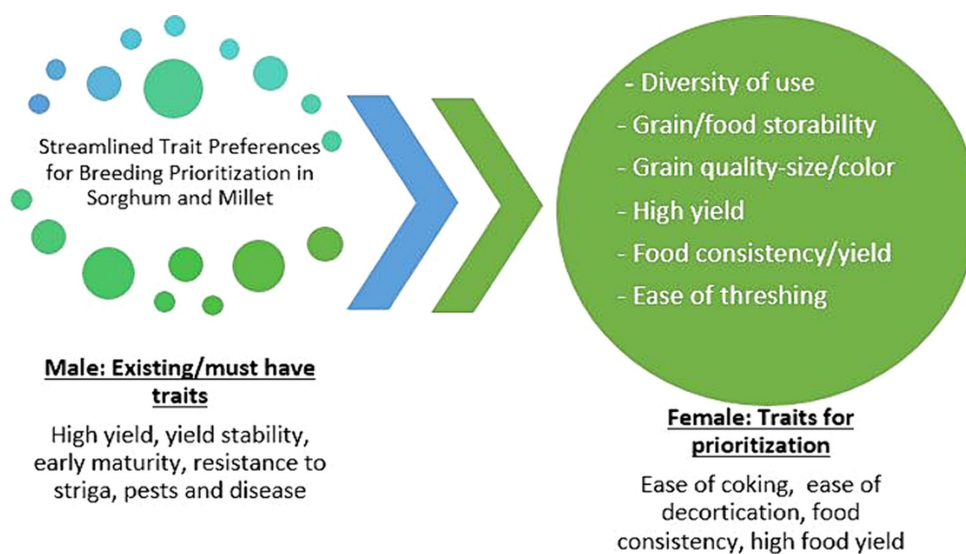 Streamlined Trait Preferences
for Breeding Prioritization in
Sorghum and Millet
Male: Existing/must have
traits
High yield, yield stability,
early maturity, resistance to
striga, pests and disease
- Diversity of use
- Grain/food storability
- Grain quality-size/color
- High yield
- Food consistency/yield
- Ease of threshing
Female: Traits for
prioritization
Ease of coking, ease of
decortication, food
consistency, high food yield